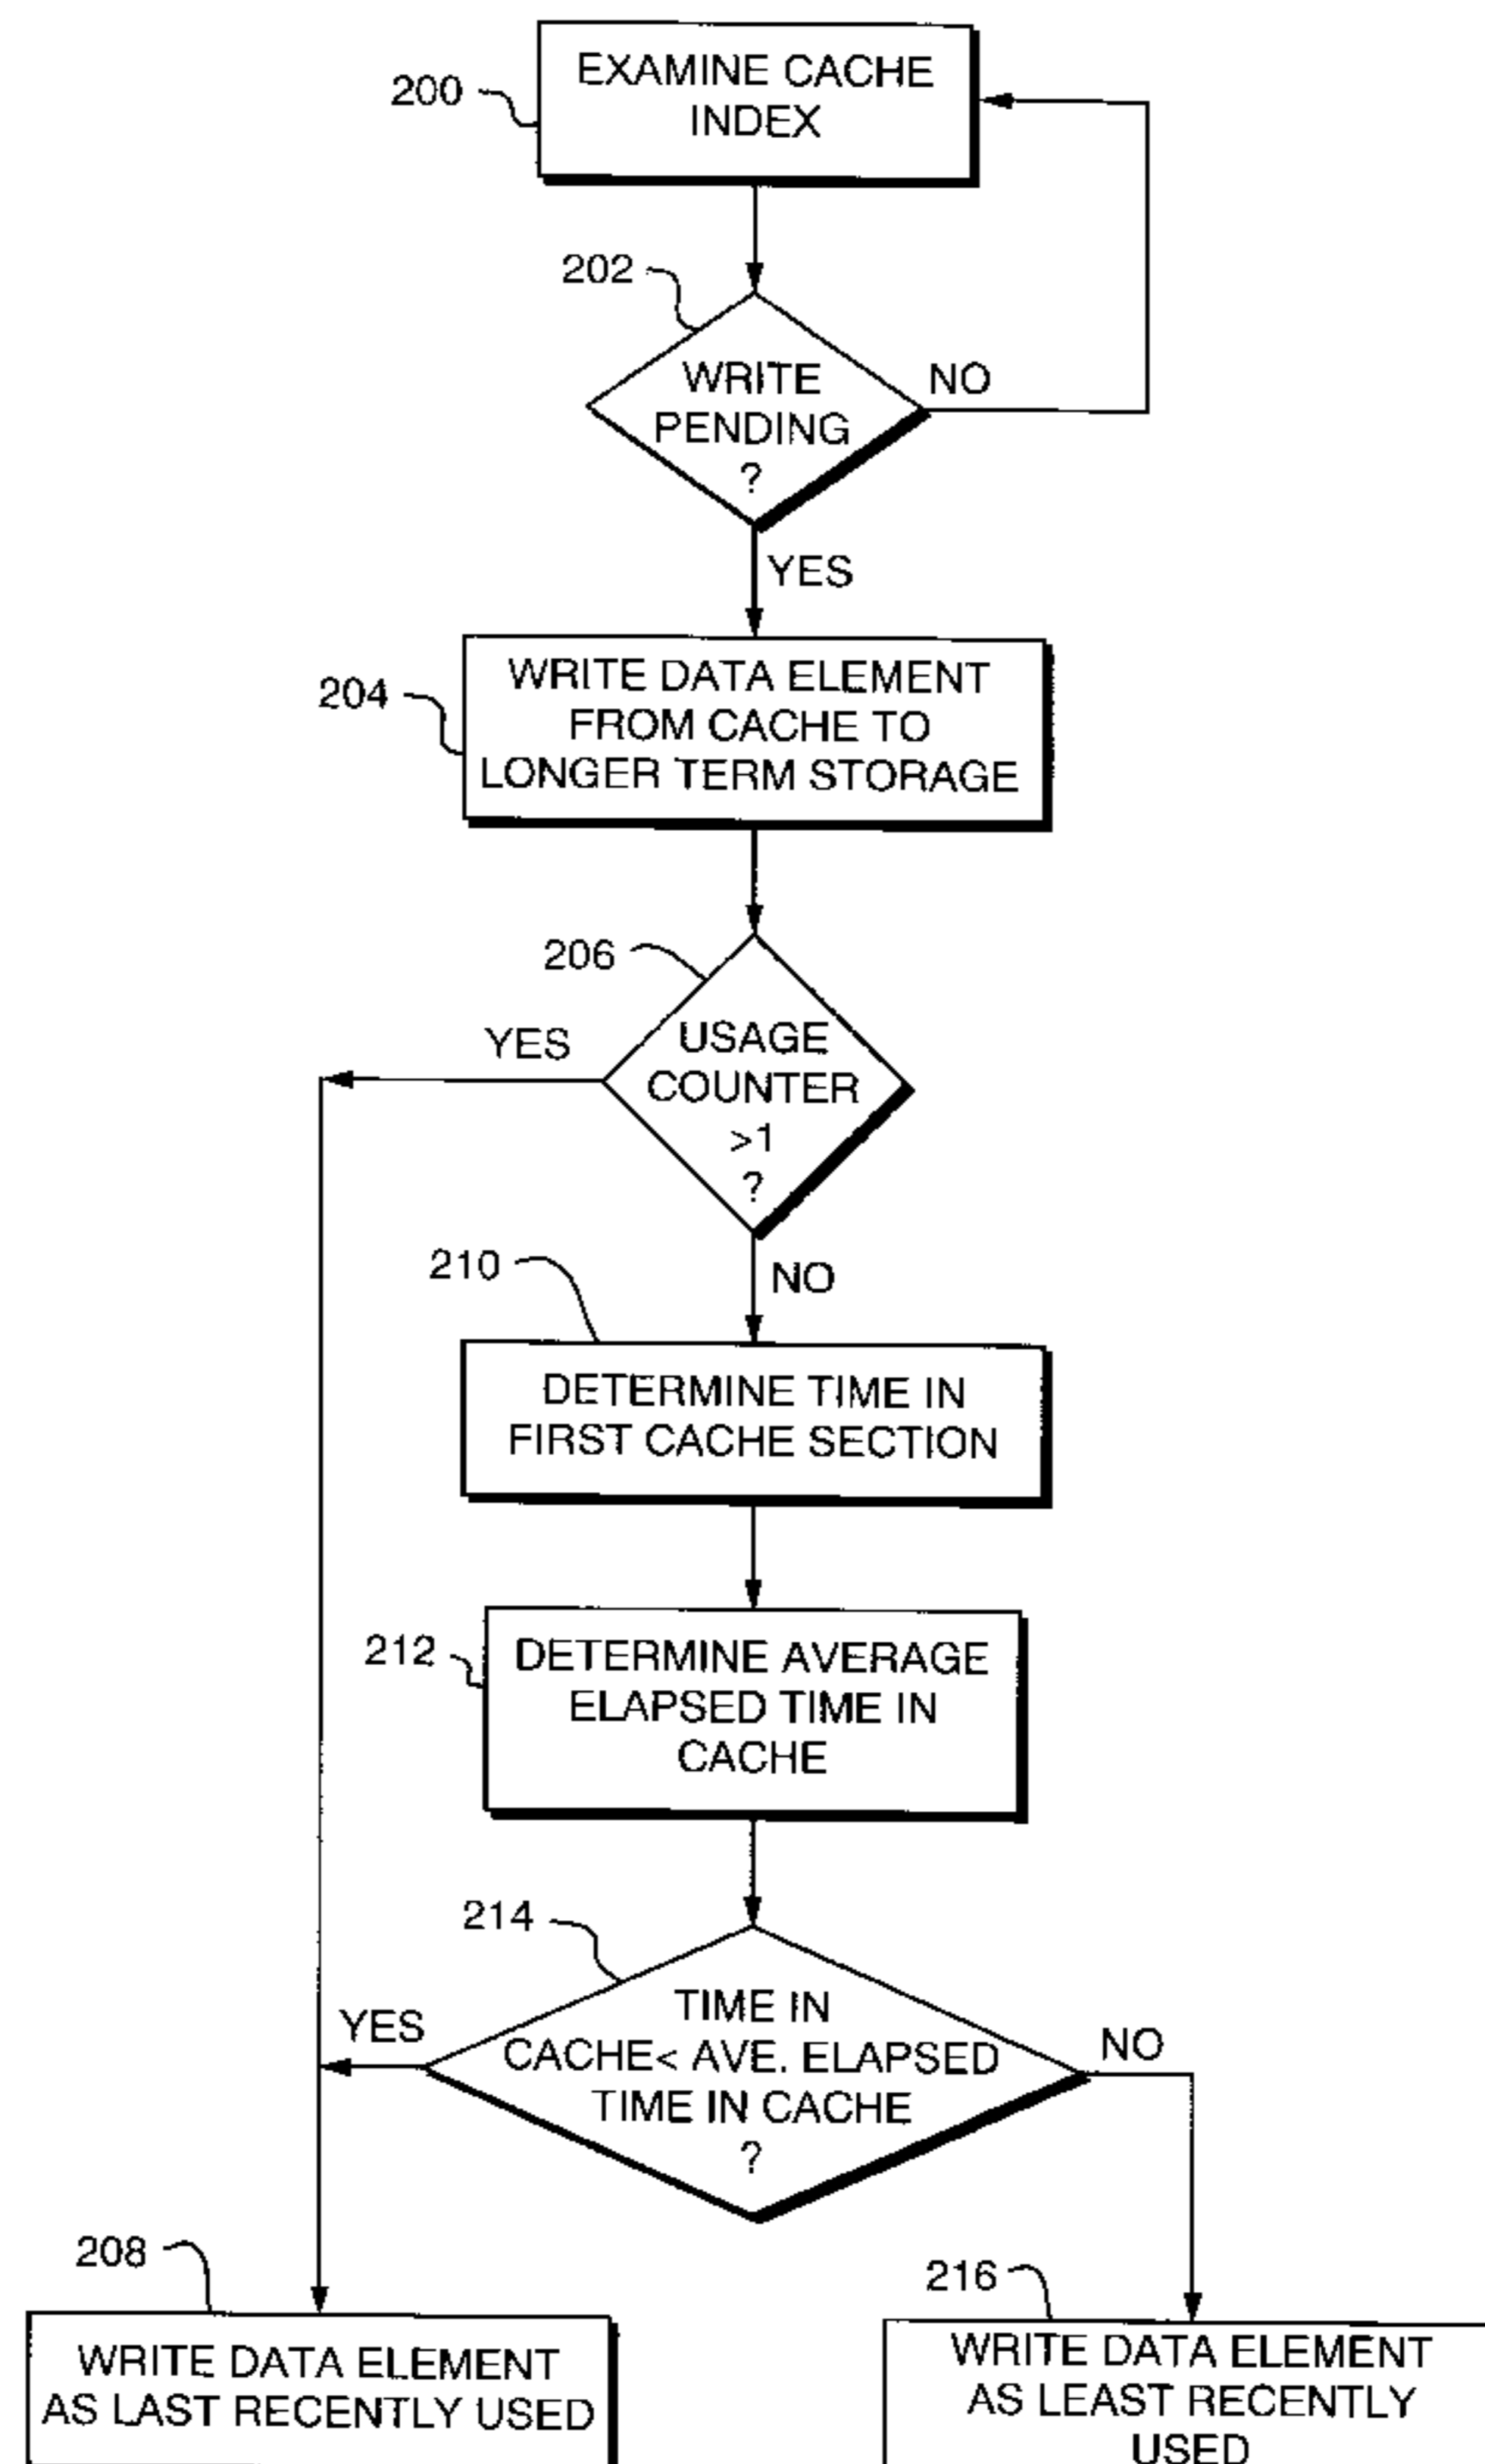 200
EXAMINE CACHE
INDEX
202
WRITE
PENDING
?
NO
YES
204
WRITE DATA ELEMENT
FROM CACHE TO
LONGER TERM STORAGE
206
USAGE
COUNTER
>1
?
YES
NO
210
DETERMINE TIME IN
FIRST CACHE SECTION
212
DETERMINE AVERAGE
ELAPSED TIME IN
CACHE
214
TIME IN
CACHE< AVE. ELAPSED
TIME IN CACHE
?
YES
NO
208
WRITE DATA ELEMENT
AS LAST RECENTLY USED
216
WRITE DATA ELEMENT
AS LEAST RECENTLY
USED